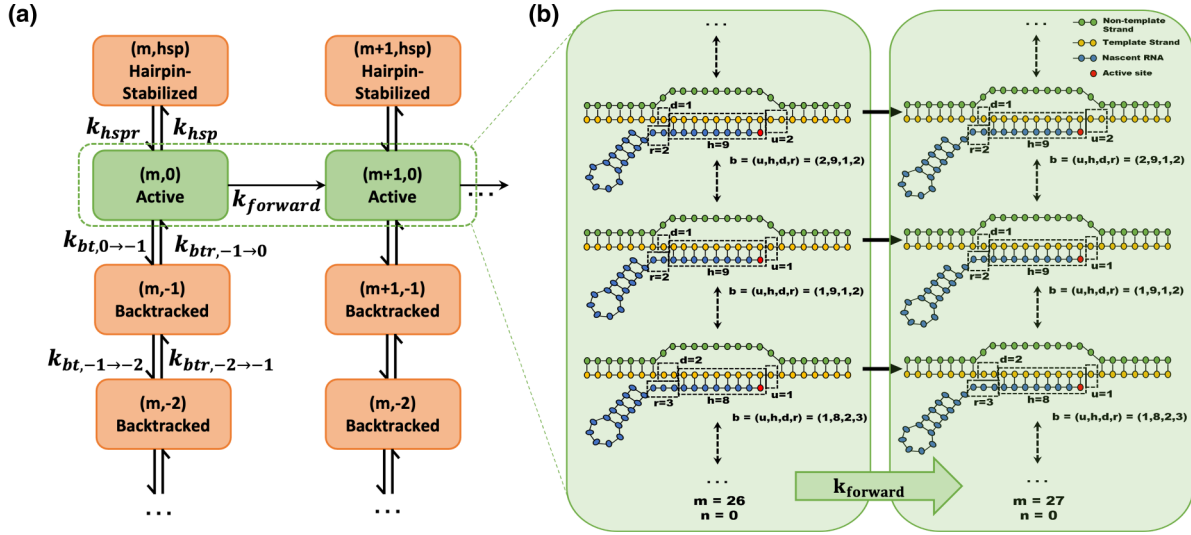 (a)
(m,hsp)
Hairpin-
Stabilized
(m+1,hsp)
Hairpin-
Stabilized
k_hspr
k_hsp
(m,0)
Active
k_forward
(m+1,0)
Active
...
k_bt,0→−1
k_btr,−1→0
(m,-1)
Backtracked
(m+1,-1)
Backtracked
k_bt,−1→−2
k_btr,−2→−1
(m,-2)
Backtracked
(m,-2)
Backtracked
...
...
(b)
...
d=1
r=2
h=9
u=2
b = (u,h,d,r) = (2,9,1,2)
d=1
r=2
h=9
u=1
b = (u,h,d,r) = (1,9,1,2)
d=2
r=3
h=8
u=1
b = (u,h,d,r) = (1,8,2,3)
...
m = 26
n = 0
k_forward
...
Non-template
Strand
Template Strand
Nascent RNA
Active site
d=1
r=2
h=9
u=2
b = (u,h,d,r) = (2,9,1,2)
d=1
r=2
h=9
u=1
b = (u,h,d,r) = (1,9,1,2)
d=2
r=3
h=8
u=1
b = (u,h,d,r) = (1,8,2,3)
...
m = 27
n = 0